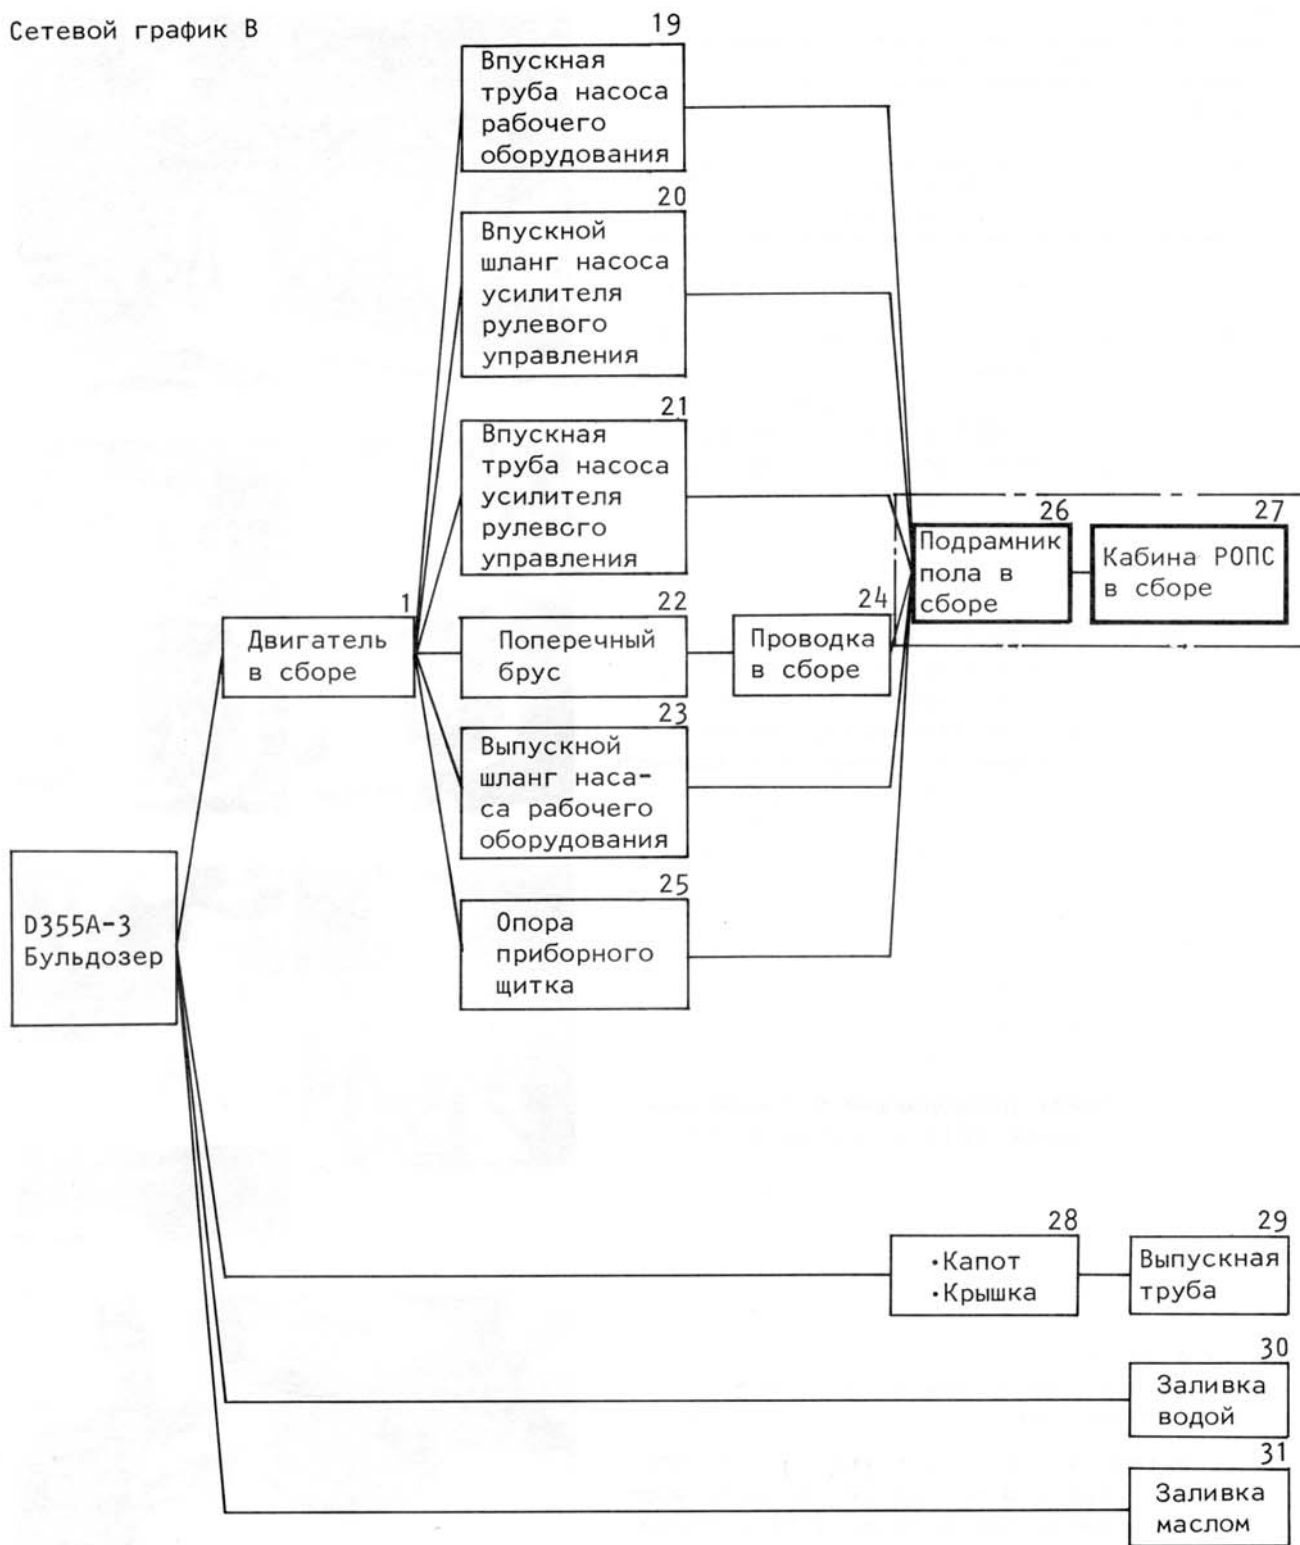 Сетевой график В
19
Впускная
труба насоса
рабочего
оборудования
20
Впускной
шланг насоса
усилителя
рулевого
управления
21
Впускная
труба насоса
усилителя
рулевого
управления
1
Двигатель
в сборе
22
Поперечный
брус
24
Проводка
в сборе
26
Подрамник
пола в
сборе
27
Кабина РОПС
в сборе
23
Выпускной
шланг наса-
са рабочего
оборудования
25
Опора
приборного
щитка
D355A-3
Бульдозер
28
·Капот
·Крышка
29
Выпускная
труба
30
Заливка
водой
31
Заливка
маслом